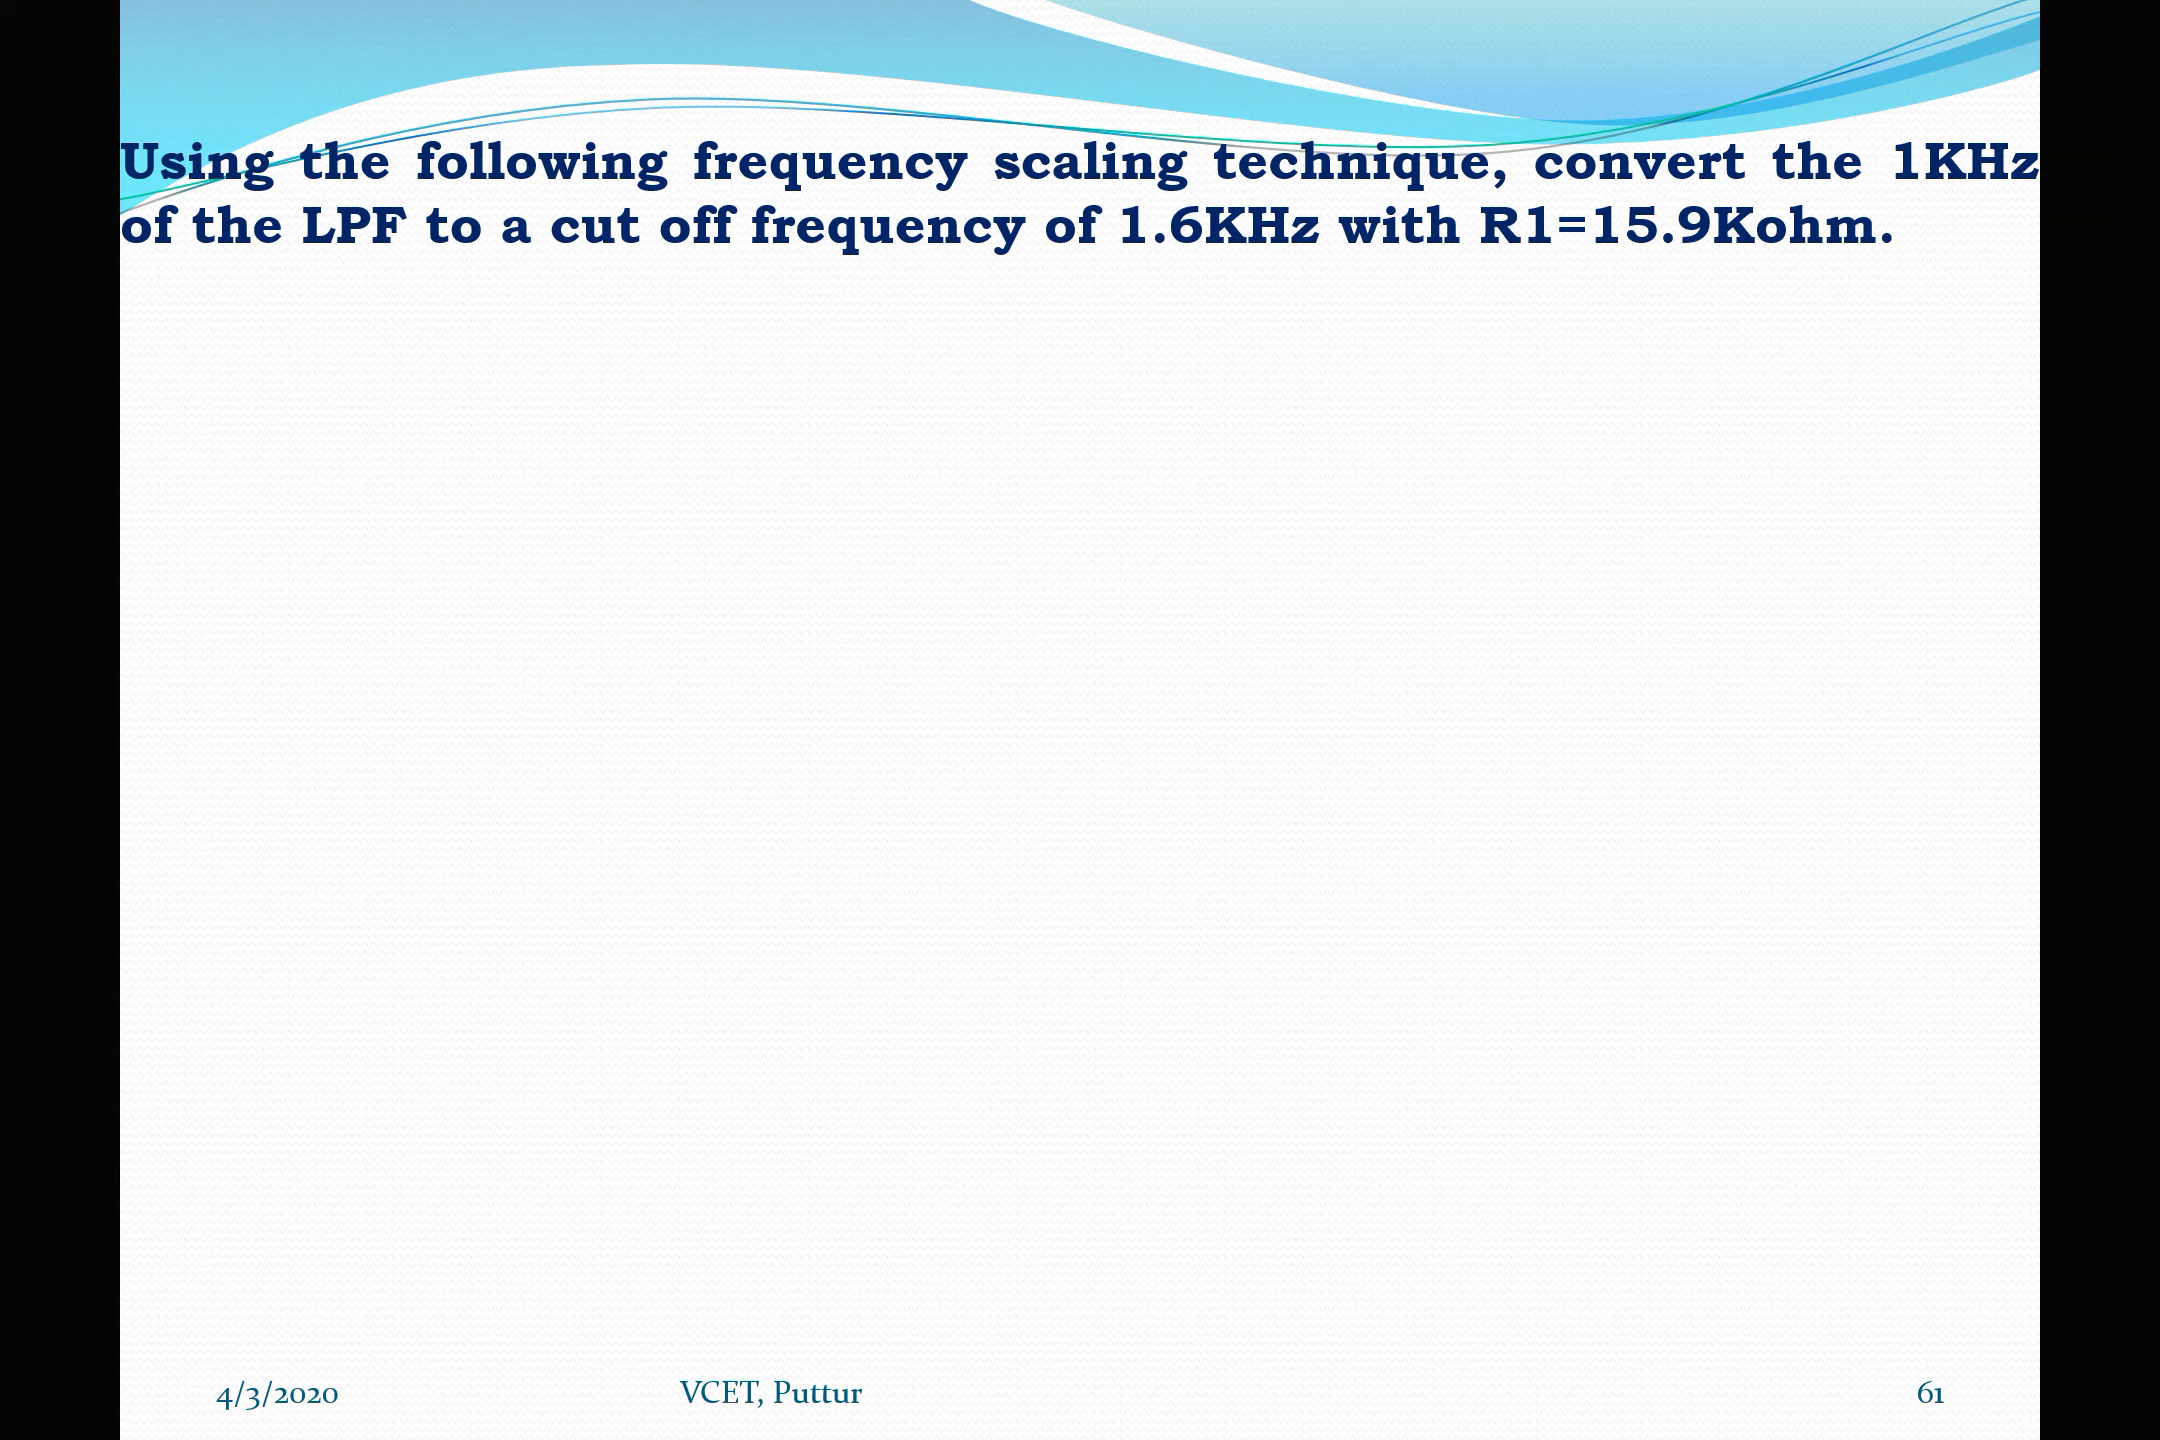 Using the following frequency scaling technique, convert the 1KHz
of the LPF to a cut off frequency of 1.6KHz with R1=15.9Kohm.
4/3/2020 VCET, Puttur 61